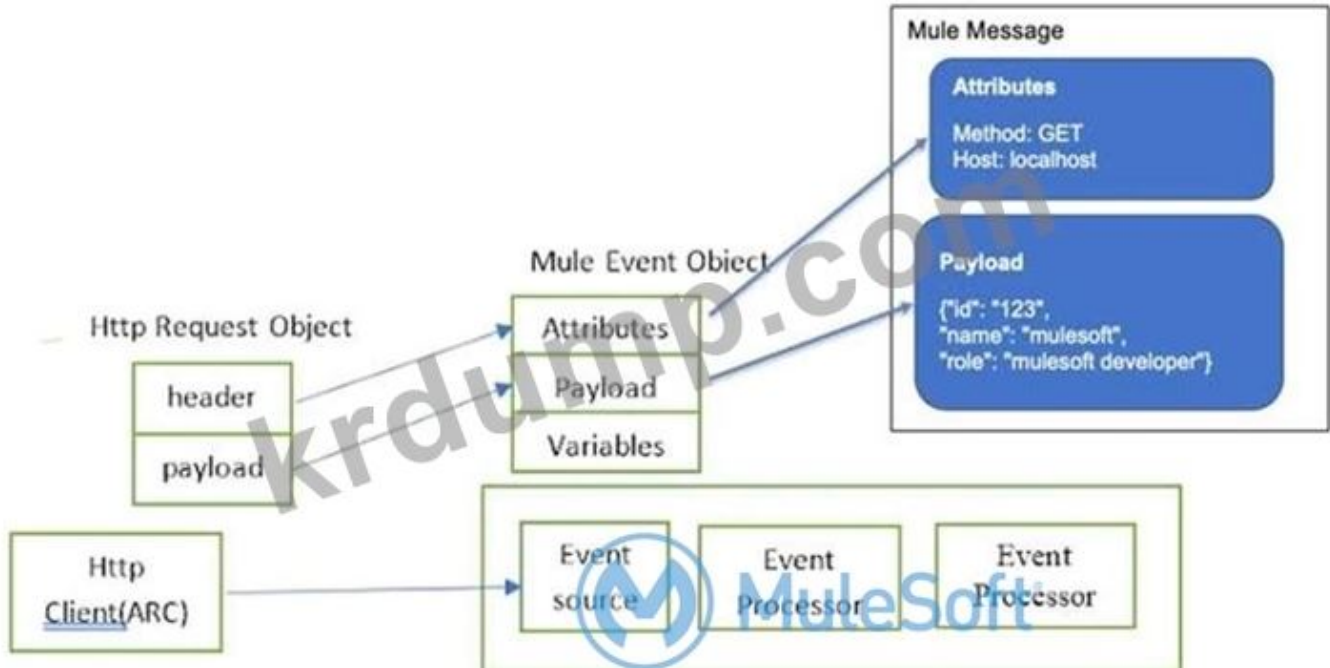 Mule Message
Attributes
Method: GET
Host: localhost
Payload
{"id": "123",
"name": "mulesoft",
"role": "mulesoft developer"}
Mule Event Object
Attributes
Payload
Variables
Http Request Object
header
payload
Http
Client(ARC)
Event
source
Event
Processor
Event
Processor
MuleSoft
krdump.com